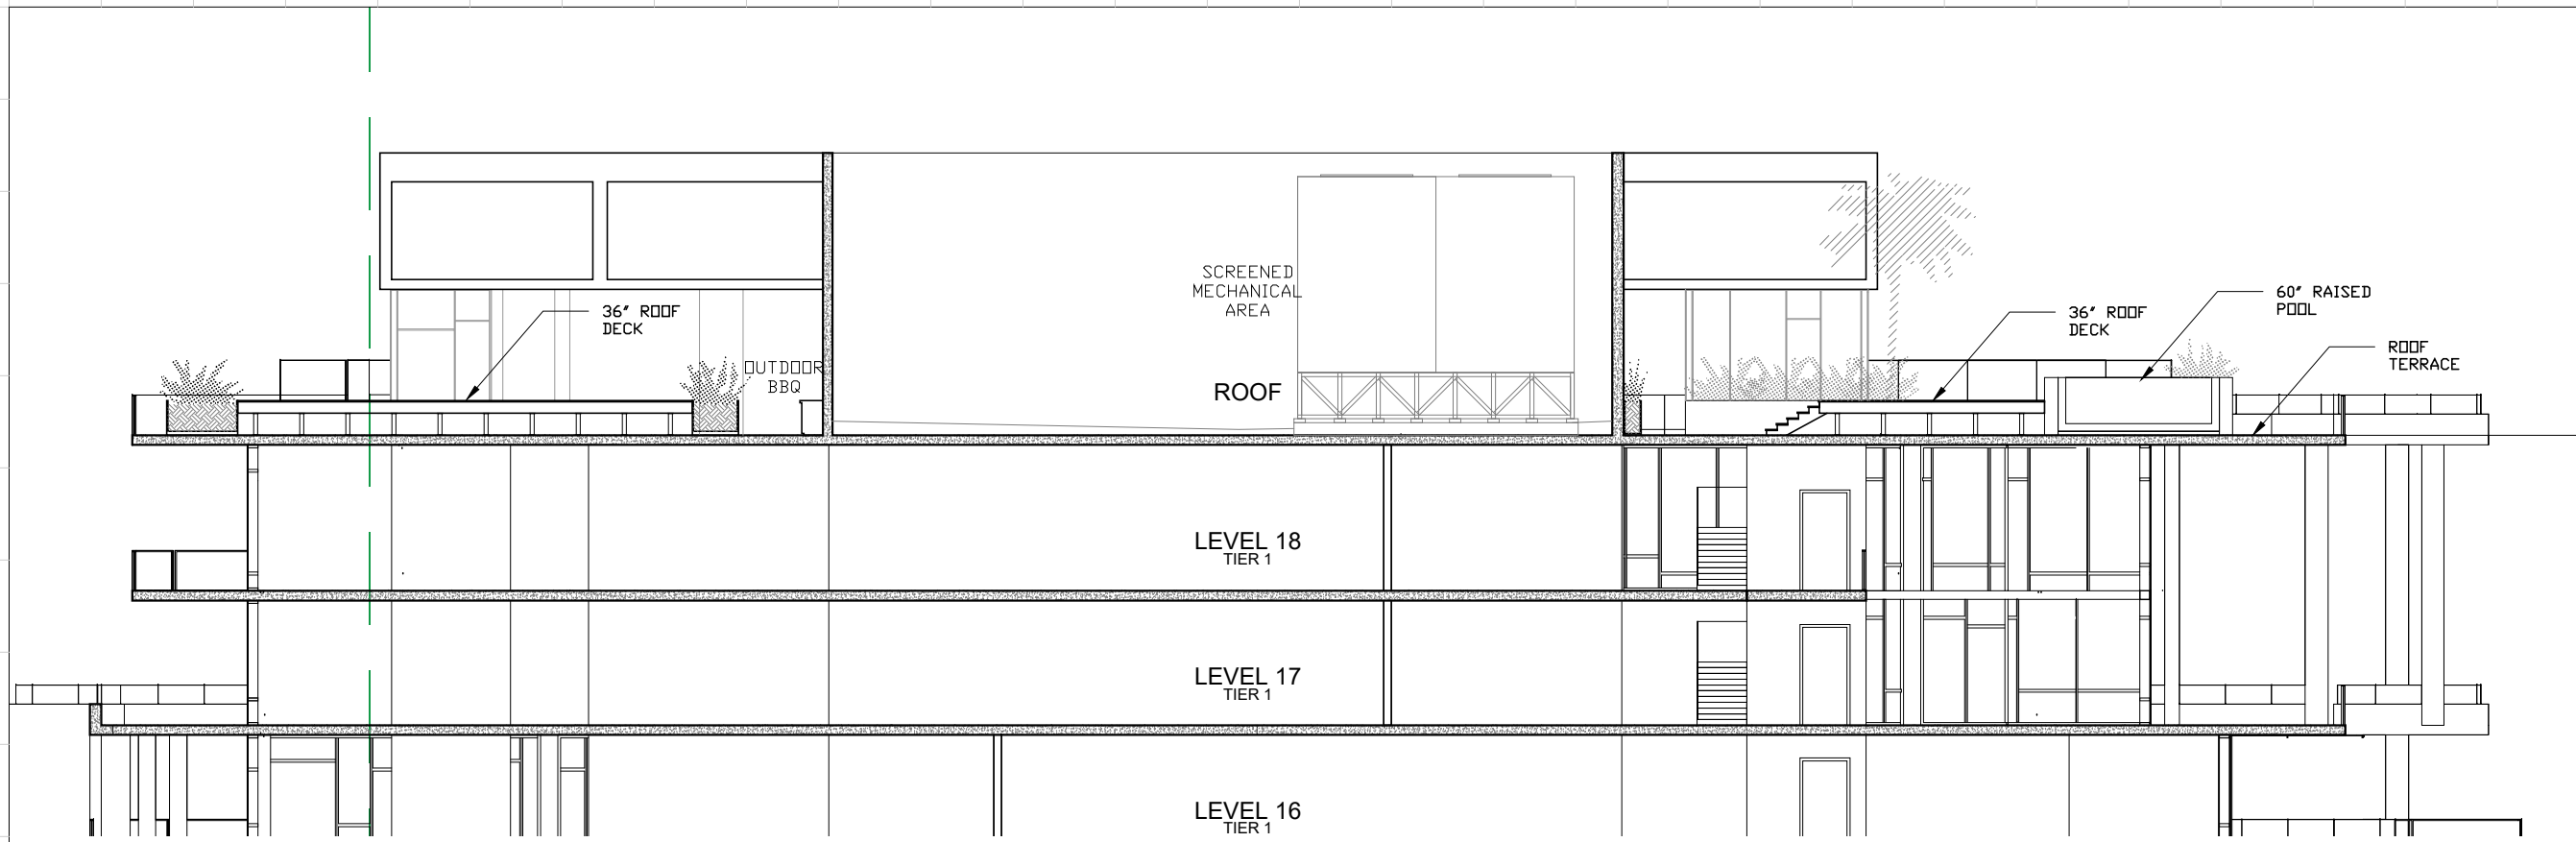 SCREENED
MECHANICAL
AREA
36" ROOF
DECK
60" RAISED
POOL
36" ROOF
DECK
ROOF
TERRACE
OUTDOOR
BBQ
ROOF
LEVEL 18
TIER 1
LEVEL 17
TIER 1
LEVEL 16
TIER 1